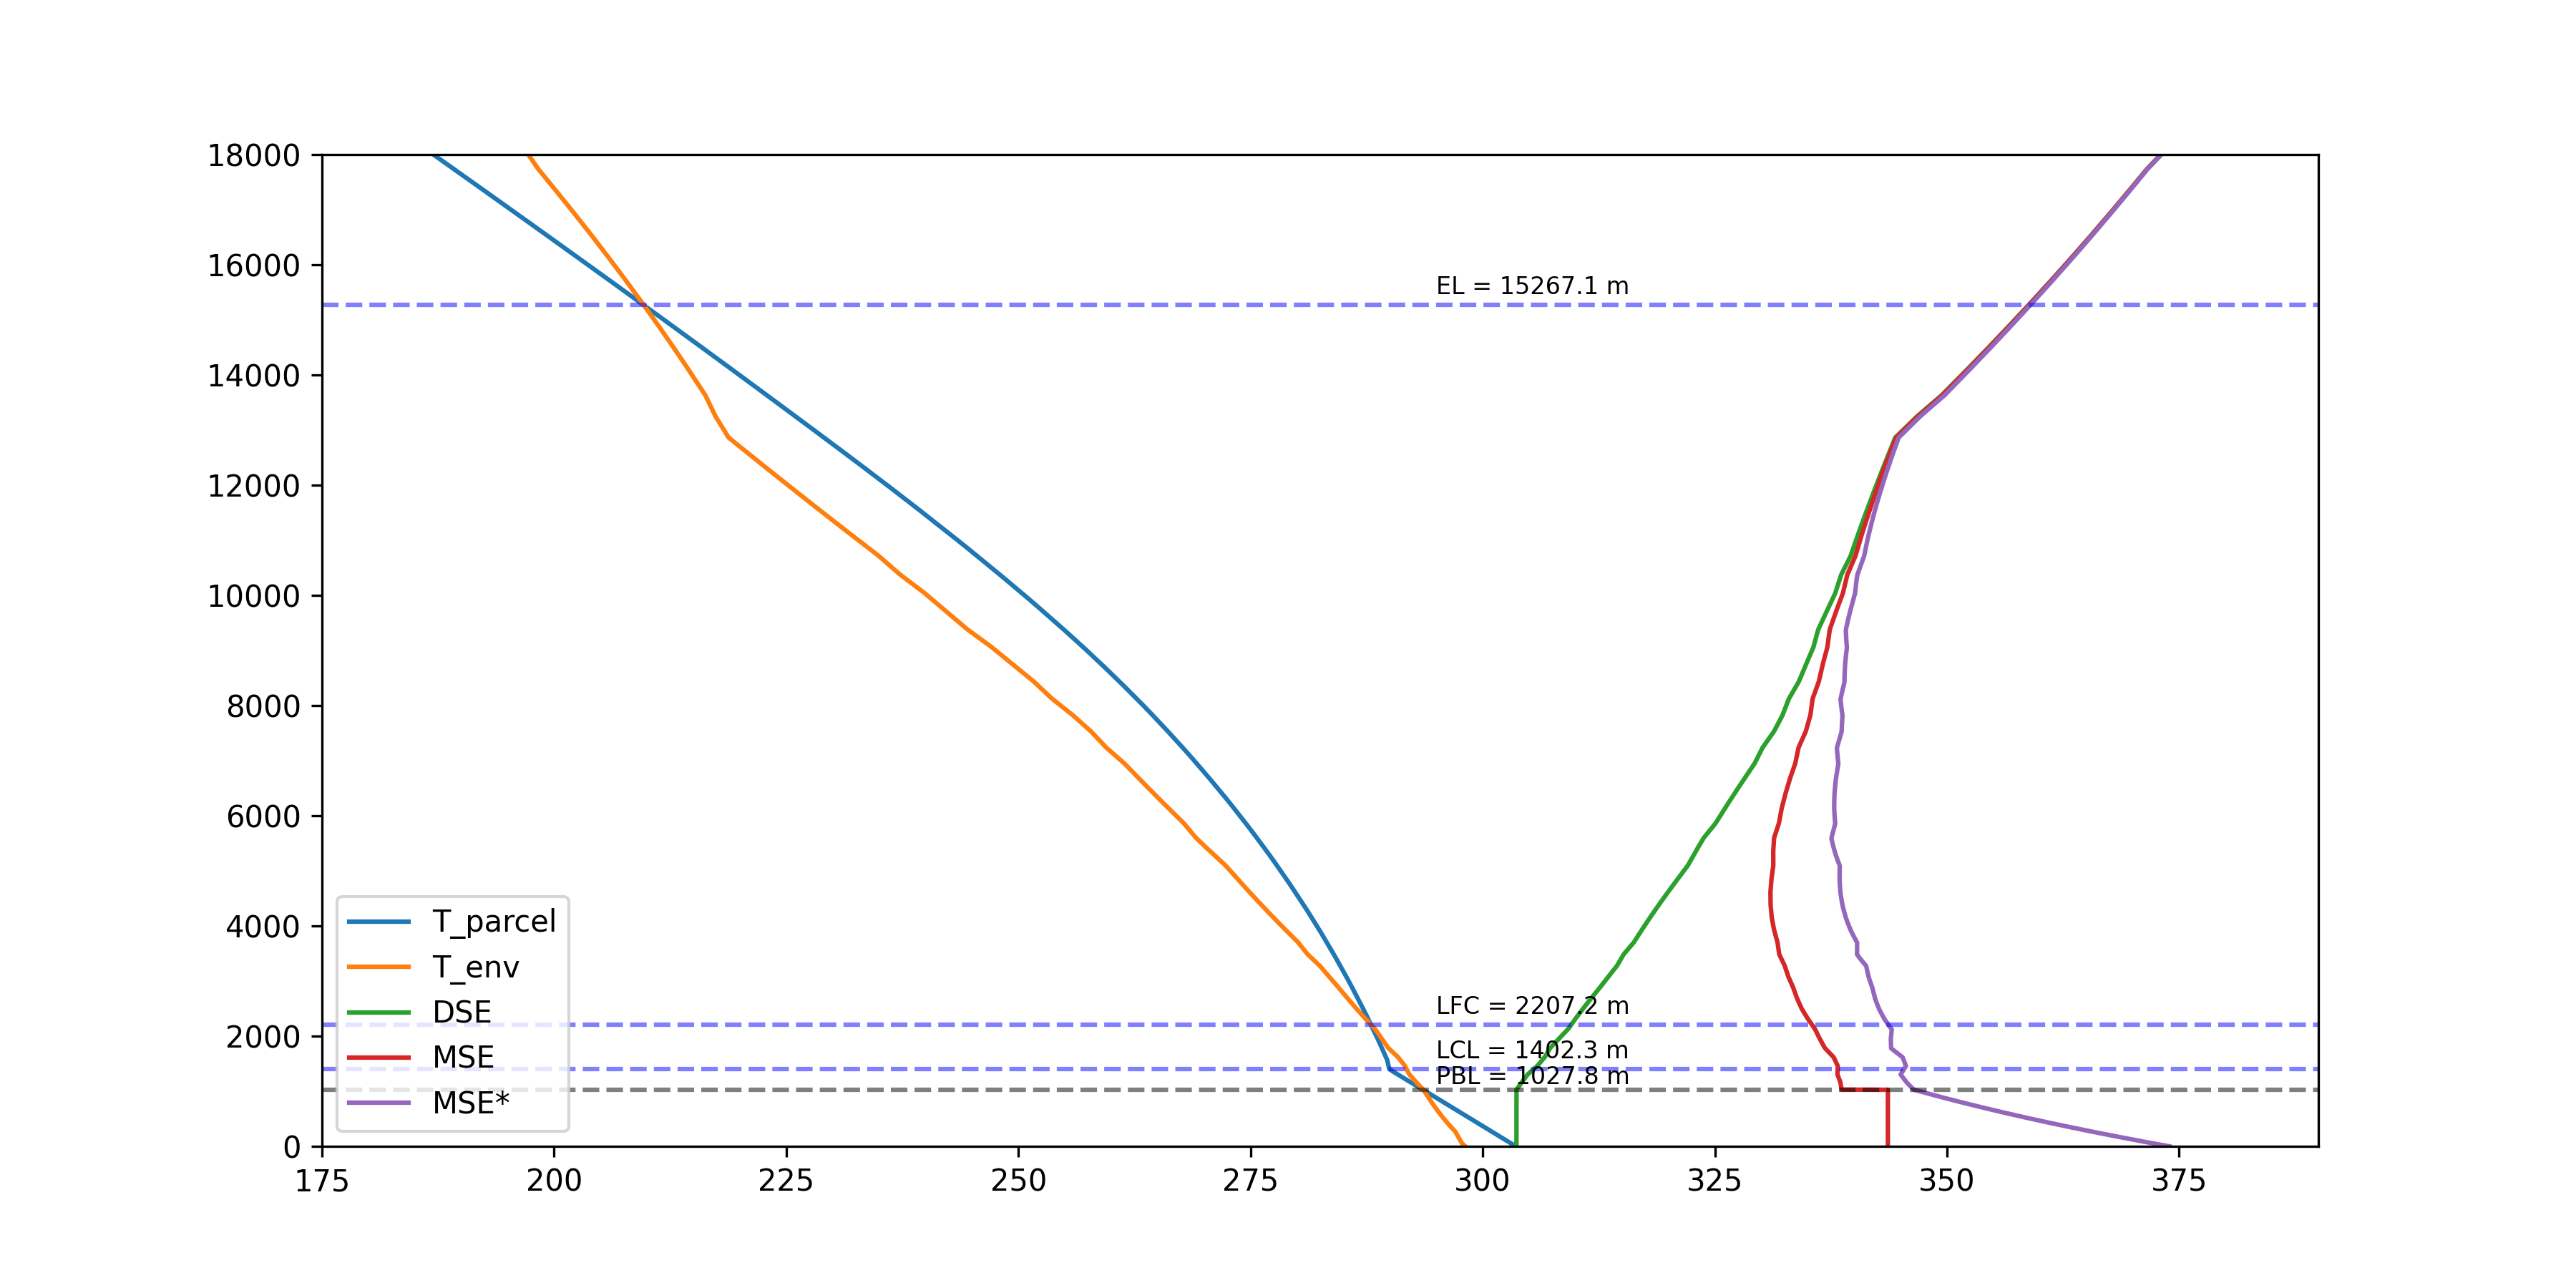 18000
16000
14000
12000
10000
8000
6000
4000
2000
0
EL = 15267.1 m
LFC = 2207.2 m
LCL = 1402.3 m
PBL = 1027.8 m
T_parcel
T_env
DSE
MSE
MSE*
175 200 225 250 275 300 325 350 375